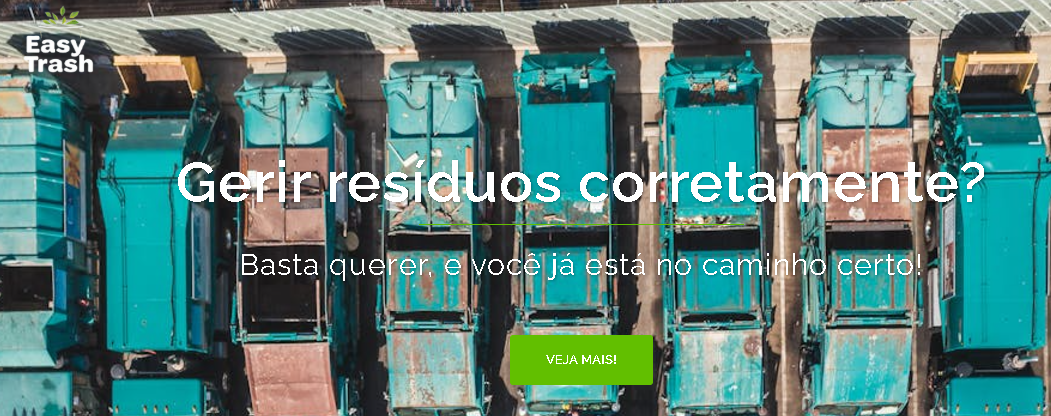 Easy
Trash
Gerir resíduos corretamente?
Basta querer, e você já está no caminho certo!
VEJA MAIS!